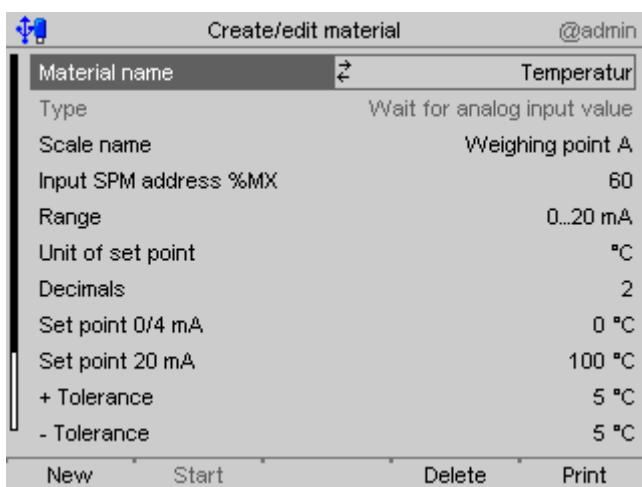 Create/edit material @admin
Material name Temperatur
Type Wait for analog input value
Scale name Weighing point A
Input SPM address %MX 60
Range 0...20 mA
Unit of set point °C
Decimals 2
Set point 0/4 mA 0 °C
Set point 20 mA 100 °C
+ Tolerance 5 °C
- Tolerance 5 °C
New Start Delete Print